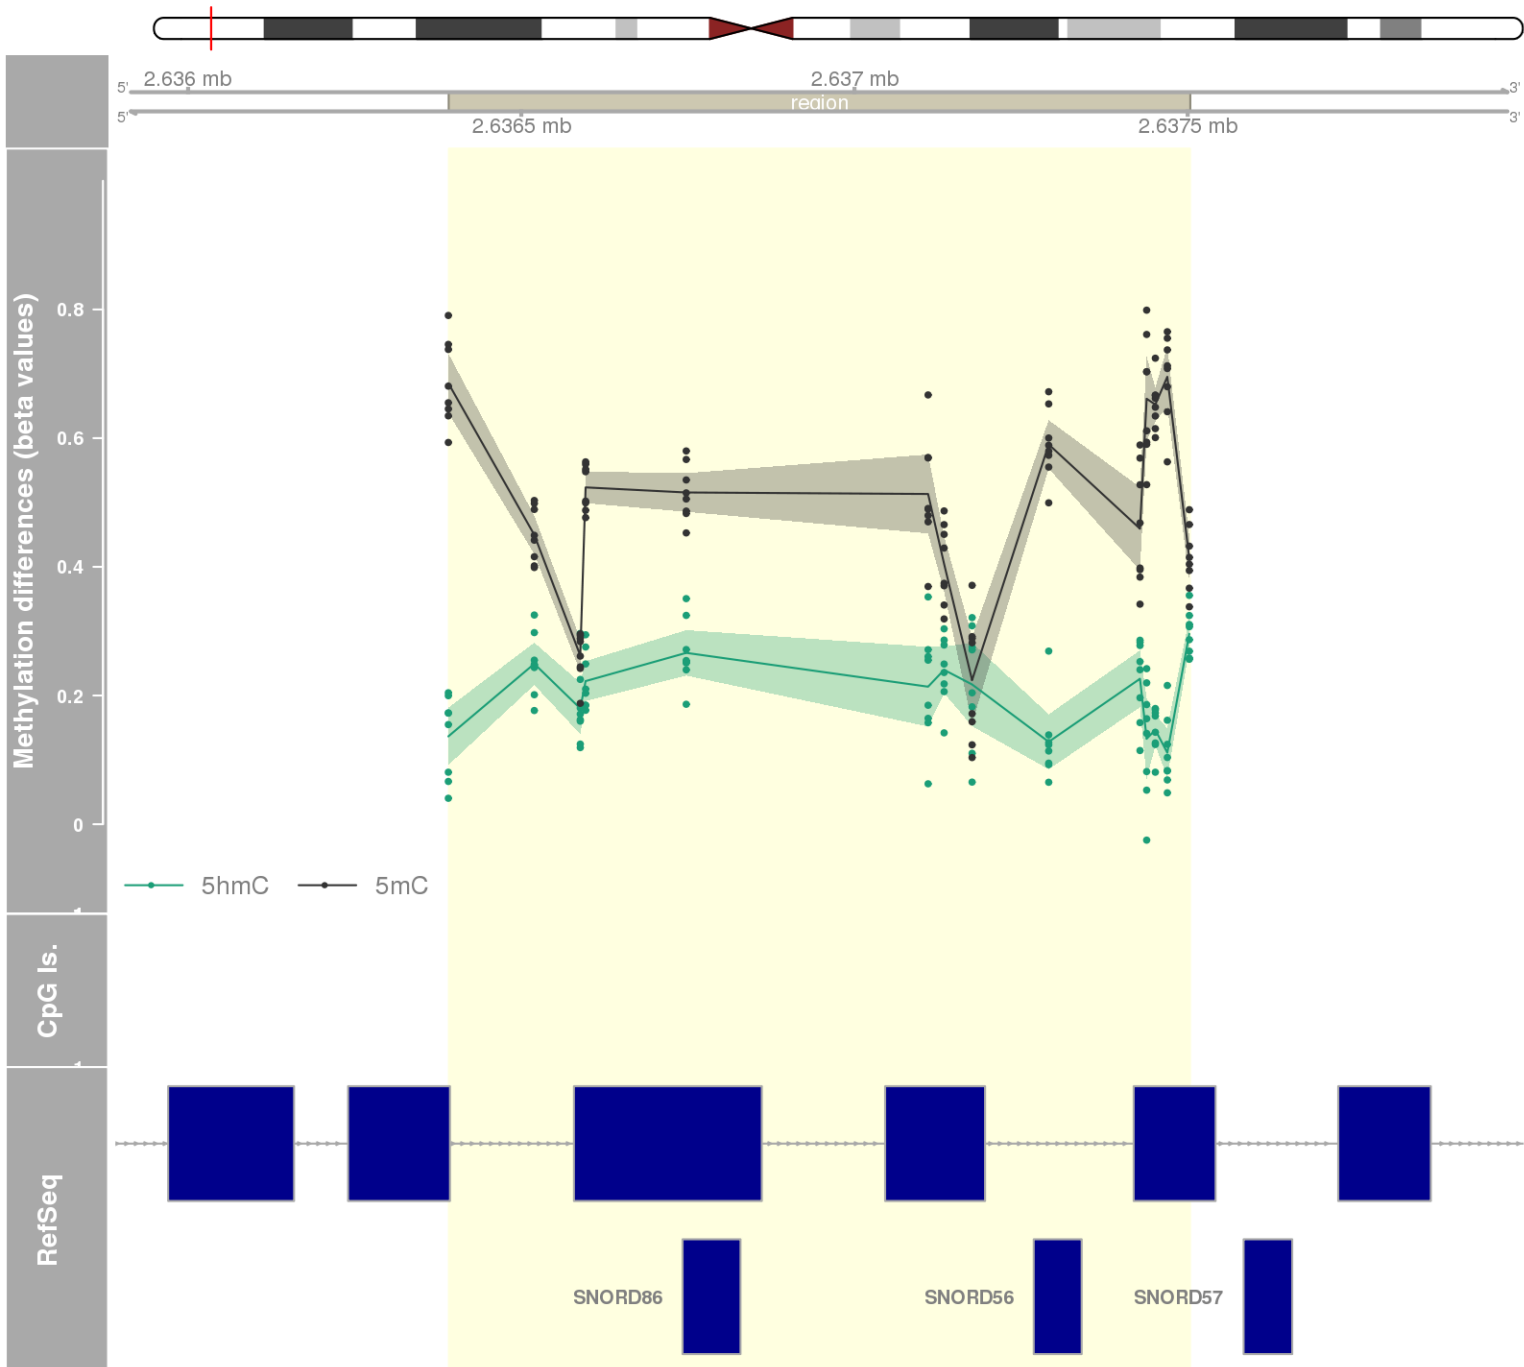 2.636 mb
2.637 mb
5'
3'
region
5'
3'
2.6365 mb
2.6375 mb
Methylation differences (beta values)
0.8
0.6
0.4
0.2
0
5hmC
5mC
CpG Is.
RefSeq
SNORD86
SNORD56
SNORD57